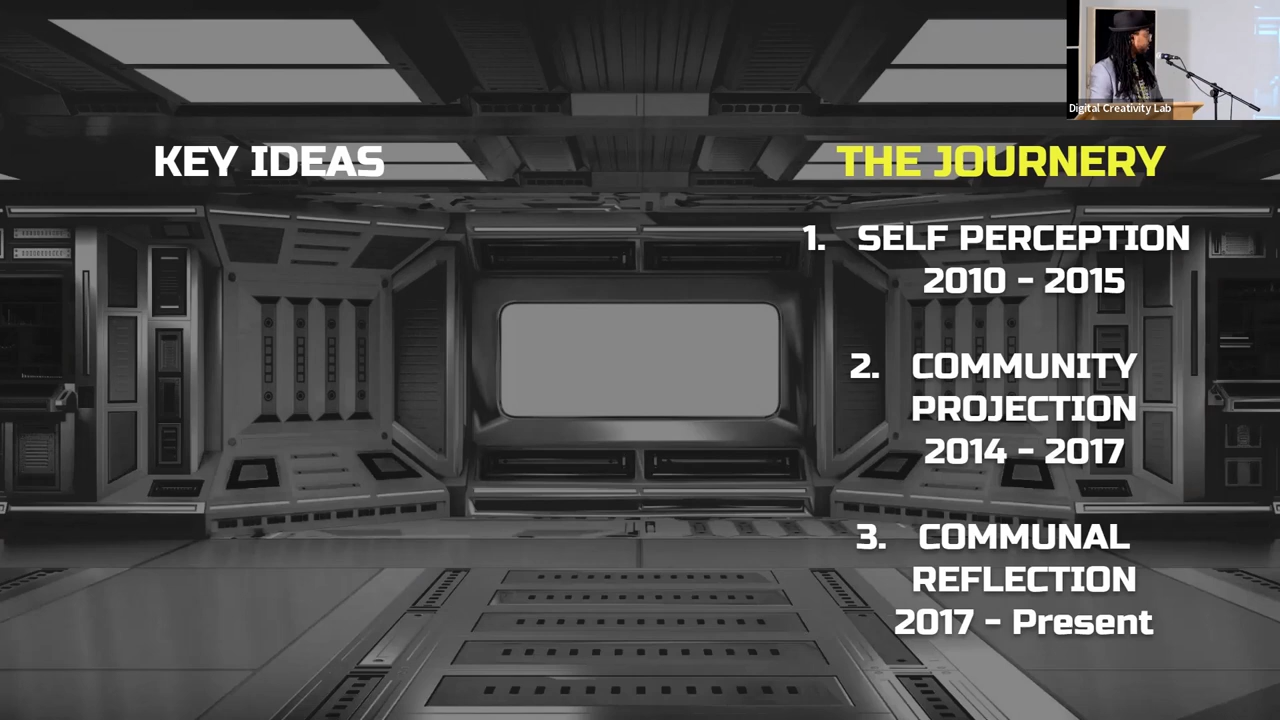 Digital Creativity Lab
KEY IDEAS
THE JOURNERY
1. SELF PERCEPTION
2010 - 2015
2. COMMUNITY
PROJECTION
2014 - 2017
3. COMMUNAL
REFLECTION
2017 - Present